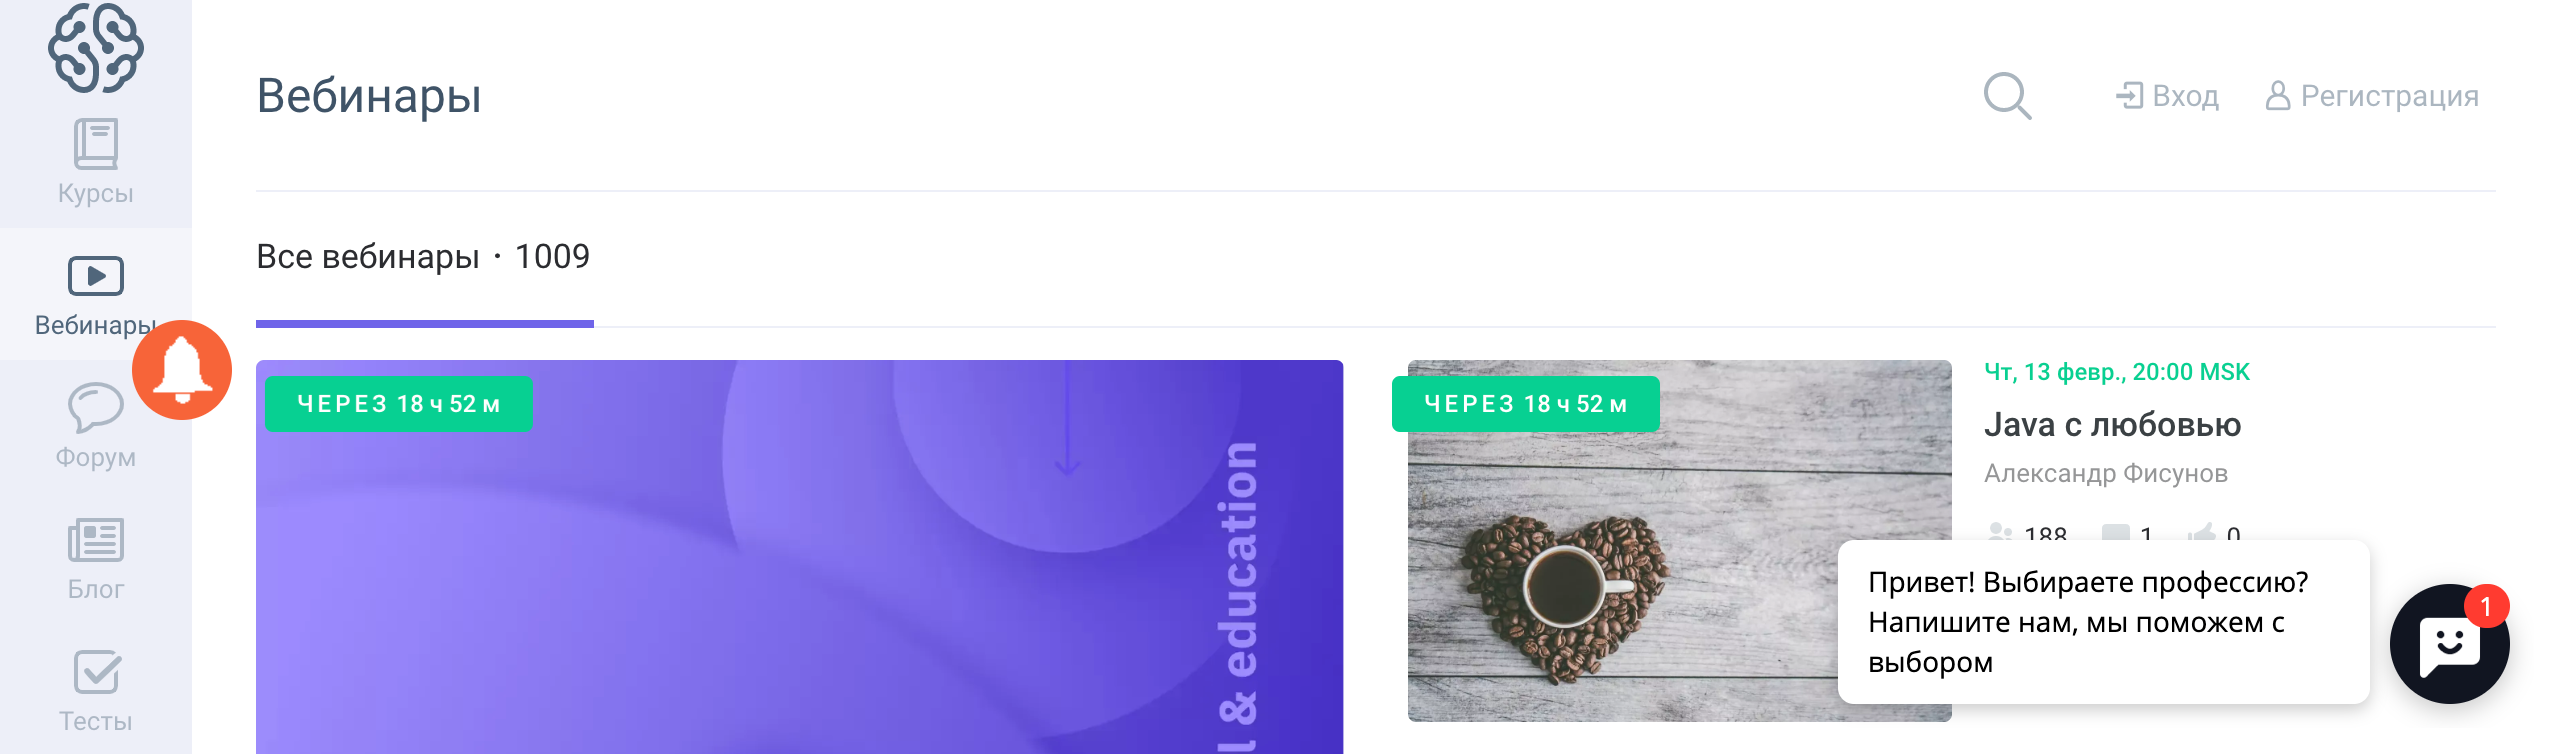 Курсы
Вебинары
Форум
Блог
Тесты
Вебинары
Вход
Регистрация
Все вебинары · 1009
ЧЕРЕЗ 18 ч 52 м
l & education
ЧЕРЕЗ 18 ч 52 м
Чт, 13 февр., 20:00 MSK
Java с любовью
Александр Фисунов
188 1 0
Привет! Выбираете профессию?
Напишите нам, мы поможем с
выбором
1